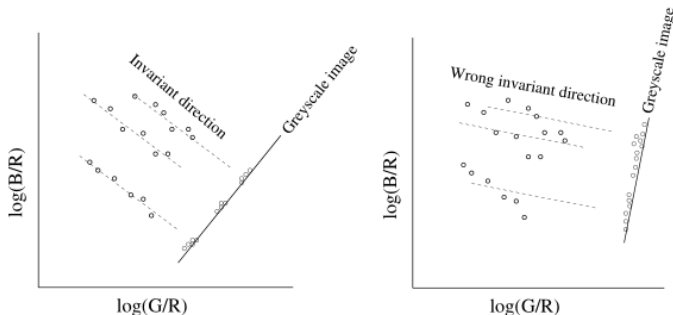 Invariant direction
Greyscale image
log(B/R)
log(G/R)
Wrong invariant direction
Greyscale image
log(B/R)
log(G/R)